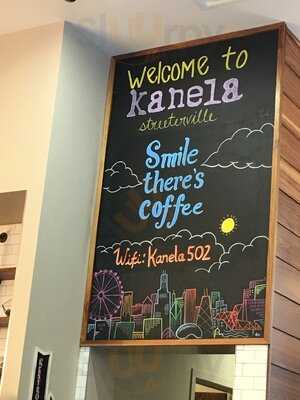 Welcome to
Kanela
streeterville
Smile
there's
coffee
Wifi: Kanela 502